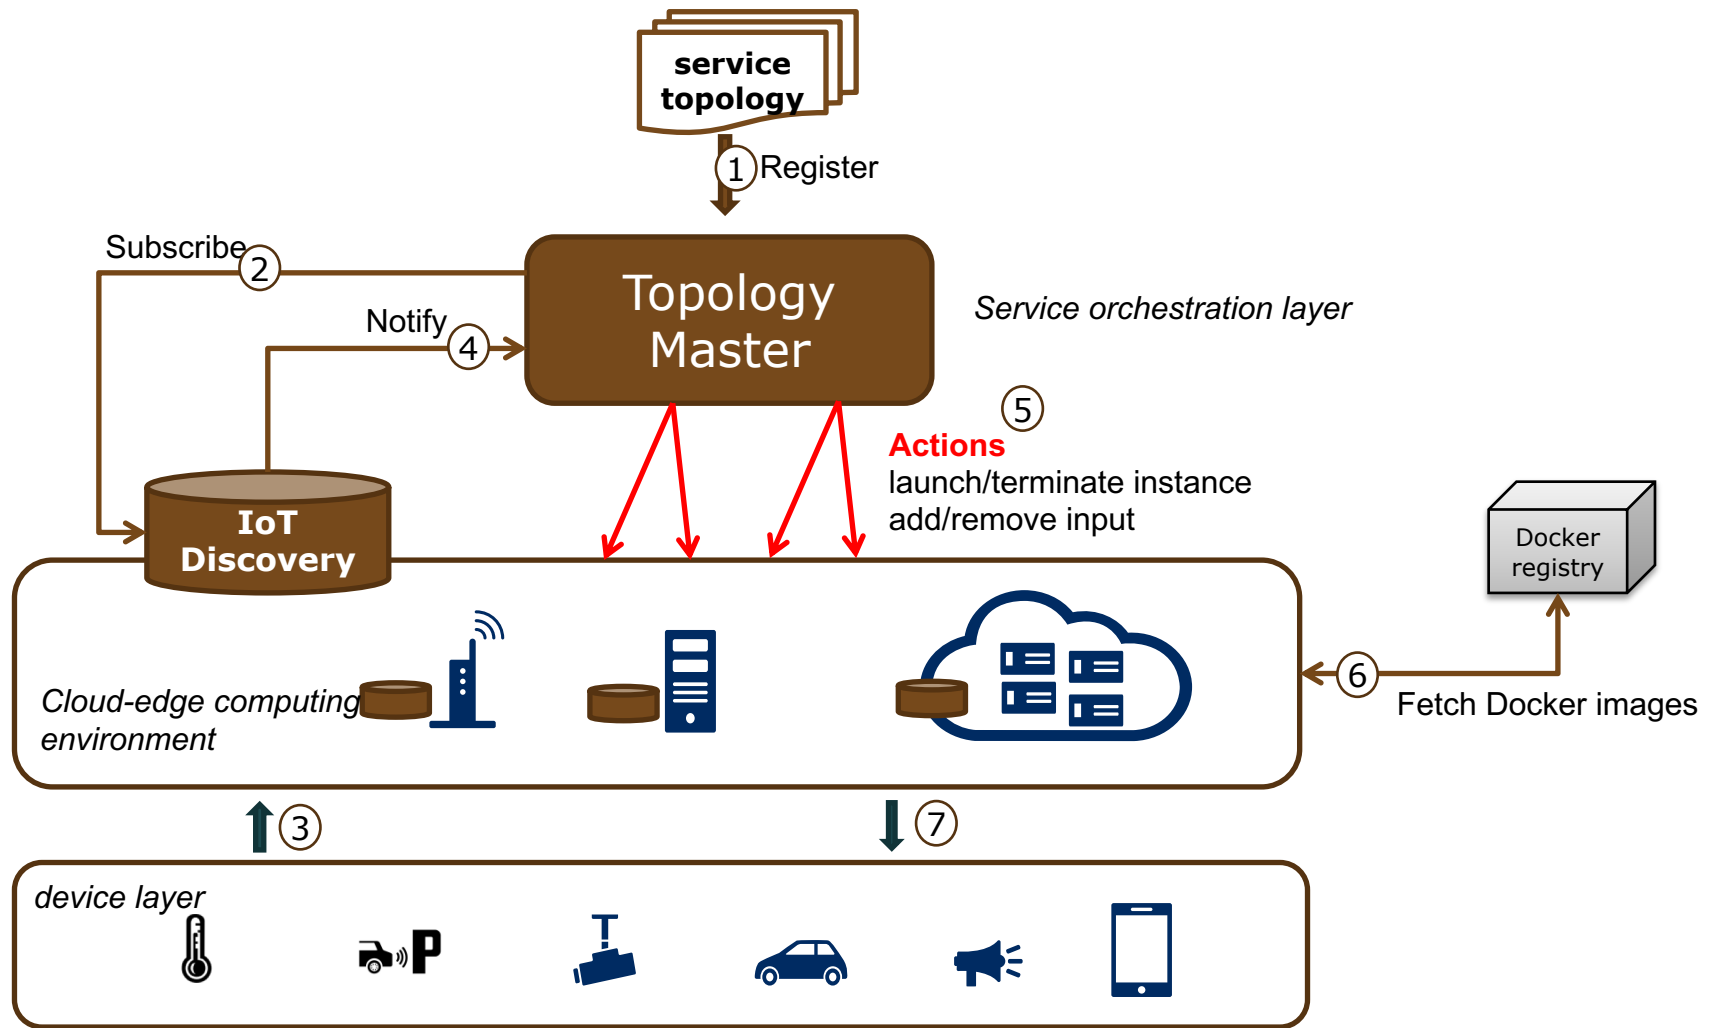 service
topology
1 Register
Subscribe
2
Topology
Master
Notify
4
Service orchestration layer
5
Actions
launch/terminate instance
add/remove input
IoT
Discovery
Docker
registry
Cloud-edge computing
environment
6
Fetch Docker images
3
7
device layer
P